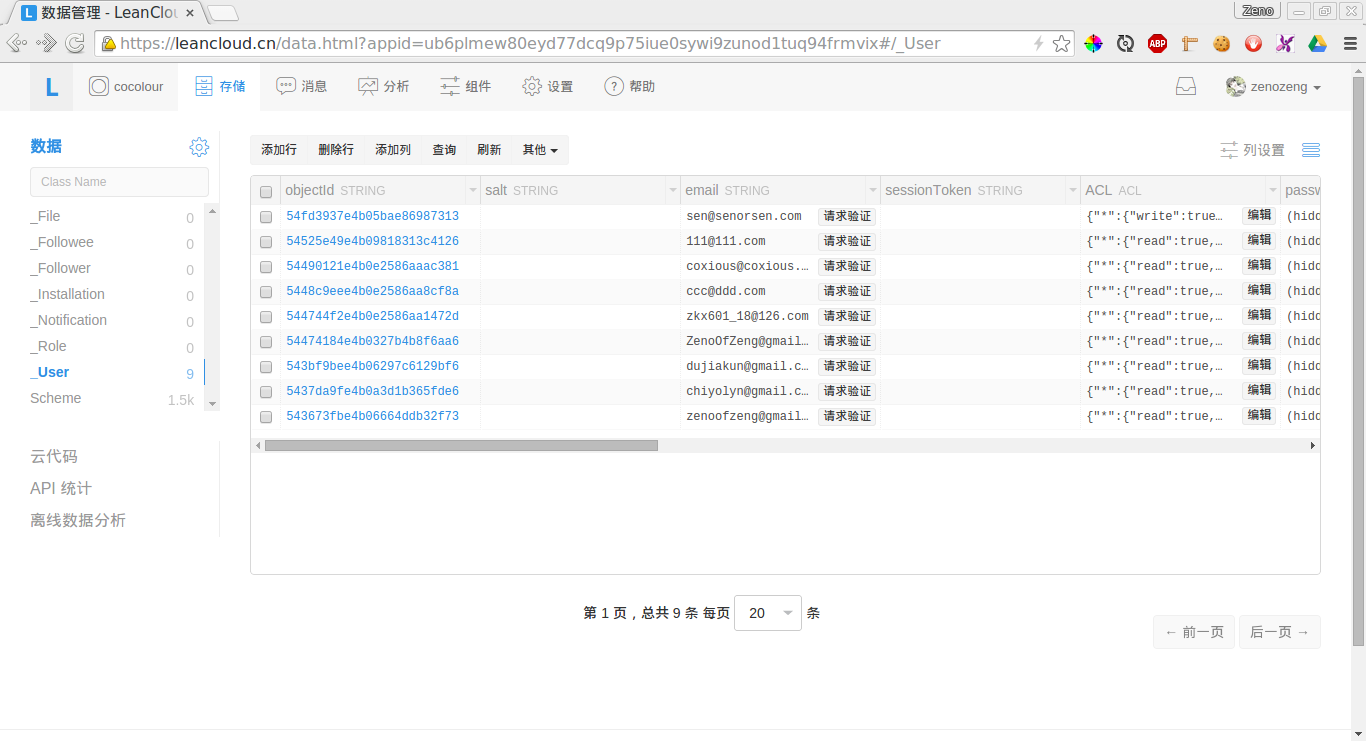 数据管理 - LeanClou
Zeno
https://leancloud.cn/data.html?appid=ub6plmew80eyd77dcq9p75iue0sywi9zunod1tuq94frmvix#/_User
ABP
L cocolour 存储 消息 分析 组件 设置 ? 帮助 zenozeng
数据
Class Name
_File 0
_Followee 0
_Follower 0
_Installation 0
_Notification 0
_Role 0
_User 9
Scheme 1.5k
云代码
API 统计
离线数据分析
添加行 删除行 添加列 查询 刷新 其他 列设置
objectId STRING salt STRING email STRING sessionToken STRING ACL ACL passw
54fd3937e4b05bae86987313 sen@senorsen.com 请求验证 {"*":{"write":true… 编辑 (hidd
54525e49e4b09818313c4126 111@111.com 请求验证 {"*":{"read":true,… 编辑 (hidd
54490121e4b0e2586aaac381 coxious@coxious.… 请求验证 {"*":{"read":true,… 编辑 (hidd
5448c9eee4b0e2586aa8cf8a ccc@ddd.com 请求验证 {"*":{"read":true,… 编辑 (hidd
544744f2e4b0e2586aa1472d zkx601_18@126.com 请求验证 {"*":{"read":true,… 编辑 (hidd
54474184e4b0327b4b8f6aa6 ZenoOfZeng@gmail… 请求验证 {"*":{"read":true,… 编辑 (hidd
543bf9bee4b06297c6129bf6 dujiakun@gmail.c… 请求验证 {"*":{"read":true,… 编辑 (hidd
5437da9fe4b0a3d1b365fde6 chiyolyn@gmail.c… 请求验证 {"*":{"read":true,… 编辑 (hidd
543673fbe4b06664ddb32f73 zenoofzeng@gmail… 请求验证 {"*":{"read":true,… 编辑 (hidd
第 1 页，总共 9 条 每页 20 条
← 前一页 后一页 →